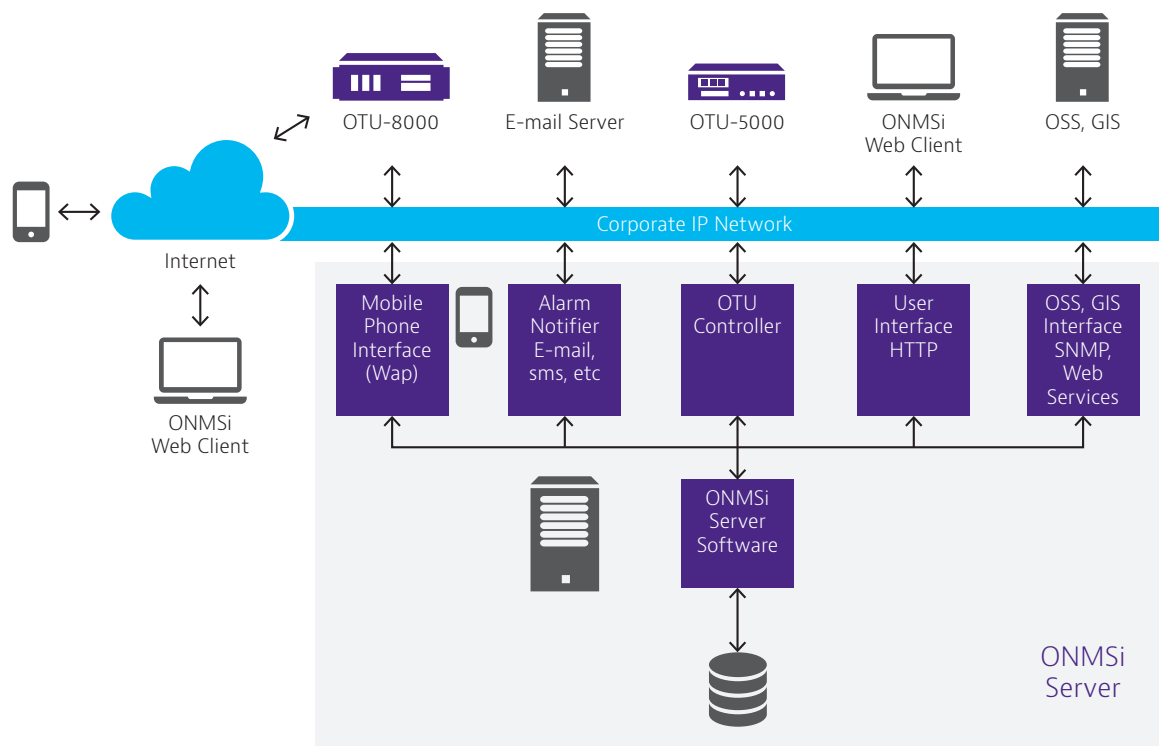 OTU-8000
E-mail Server
OTU-5000
ONMSi
Web Client
OSS, GIS
Corporate IP Network
Internet
ONMSi
Web Client
Mobile
Phone
Interface
(Wap)
Alarm
Notifier
E-mail,
sms, etc
OTU
Controller
User
Interface
HTTP
OSS, GIS
Interface
SNMP,
Web
Services
ONMSi
Server
Software
ONMSi
Server